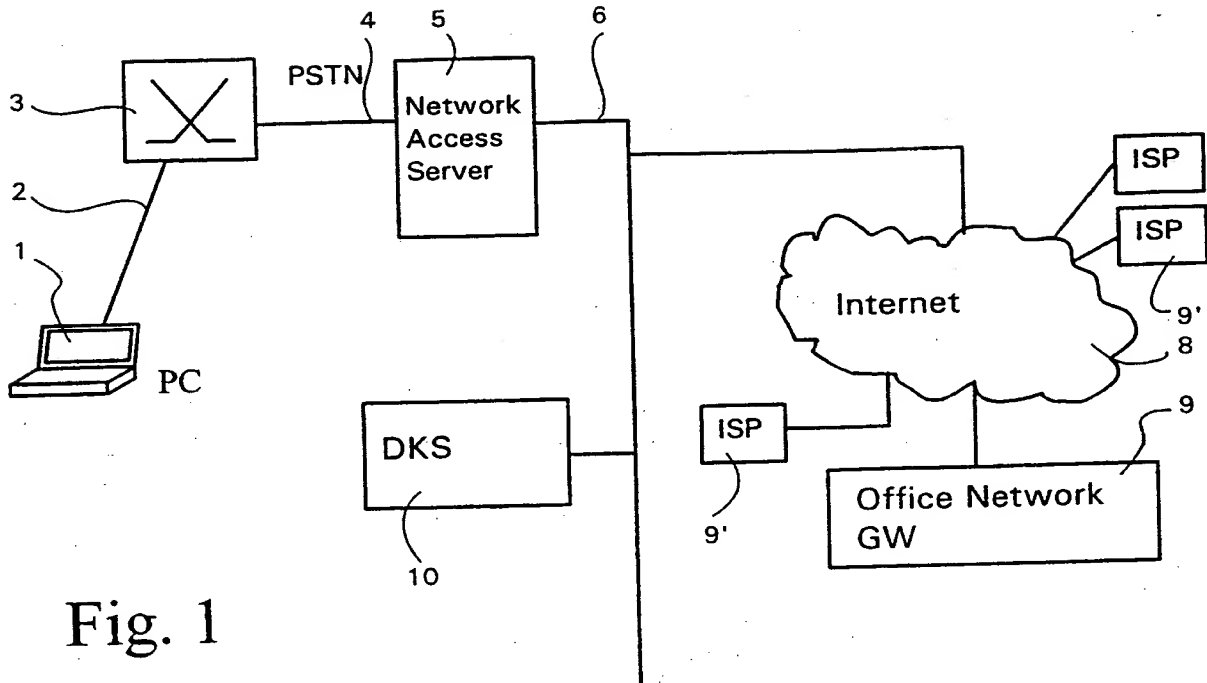 4
5
6
3
PSTN
Network
Access
Server
ISP
ISP
2
1
Internet
9'
8
PC
ISP
9
DKS
Office Network
GW
9'
10
Fig. 1